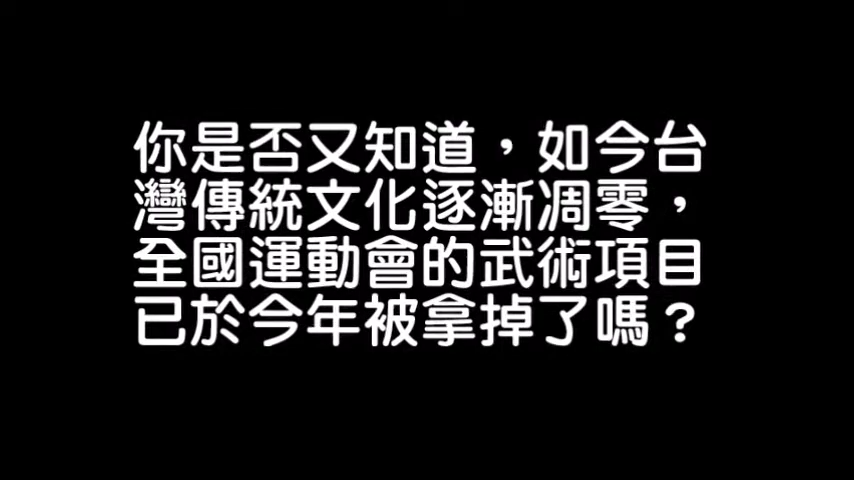 你是否又知道，如今台
灣傳統文化逐漸凋零，
全國運動會的武術項目
已於今年被拿掉了嗎？